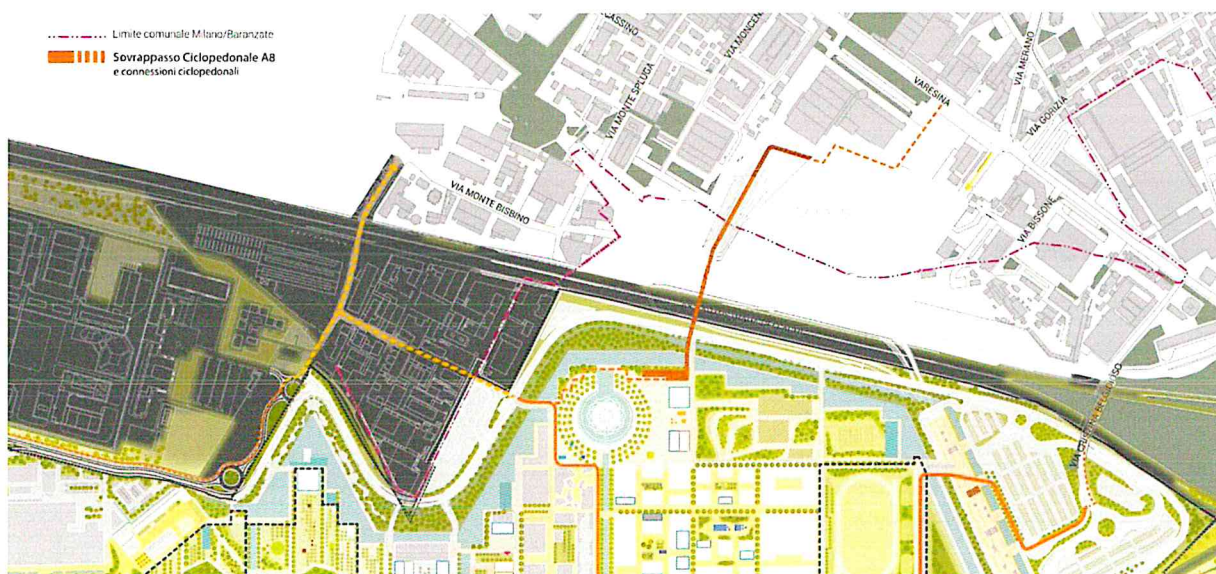 Limite comunale Milano/Baranzate
Sovrappasso Ciclopedonale A8
e connessioni ciclopedonali
CASSINO
VIA MONTE SPLUGA
VIA MONCEN
VARESINA
VIA MERANO
VIA GORIZIA
VIA MONTE BISBINO
VIA BISSONE